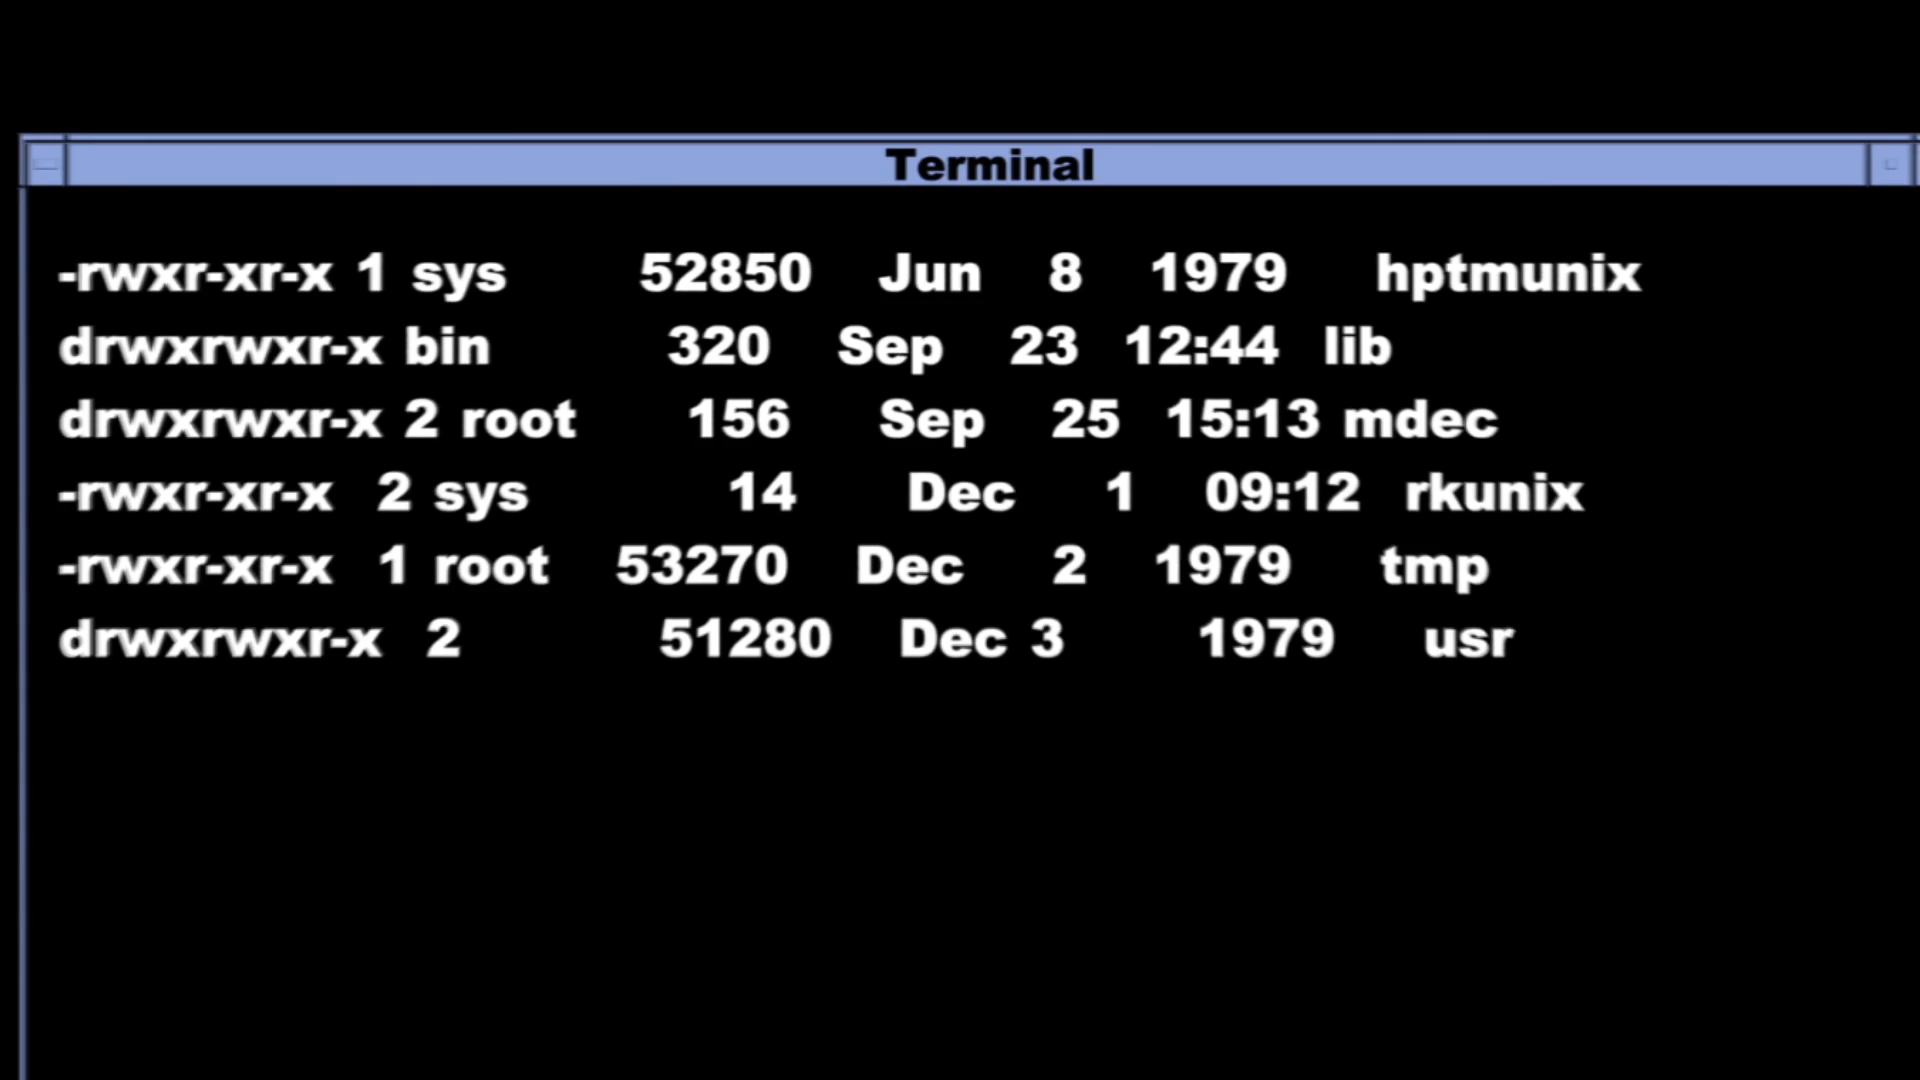 Terminal
-rwxr-xr-x 1 sys 52850 Jun 8 1979 hptmunix
drwxrwxr-x bin 320 Sep 23 12:44 lib
drwxrwxr-x 2 root 156 Sep 25 15:13 mdec
-rwxr-xr-x 2 sys 14 Dec 1 09:12 rkunix
-rwxr-xr-x 1 root 53270 Dec 2 1979 tmp
drwxrwxr-x 2 51280 Dec 3 1979 usr